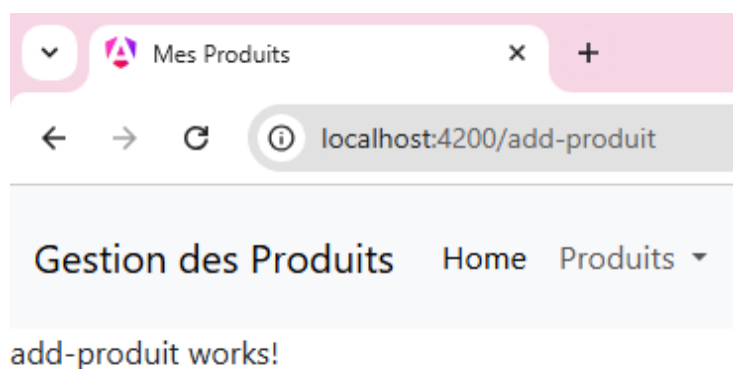 Mes Produits
localhost:4200/add-produit
Gestion des Produits Home Produits
add-produit works!